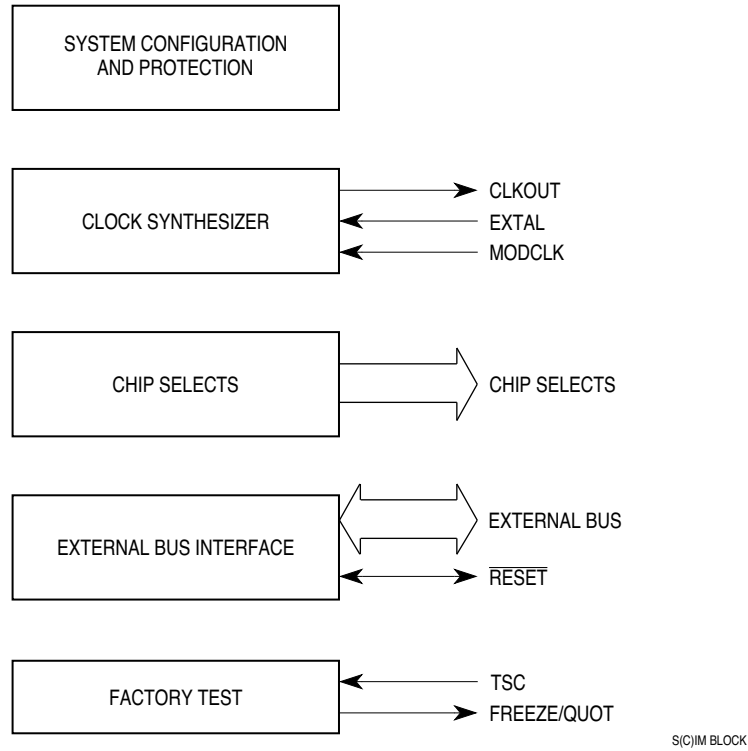 SYSTEM CONFIGURATION
AND PROTECTION
CLOCK SYNTHESIZER
CLKOUT
EXTAL
MODCLK
CHIP SELECTS
CHIP SELECTS
EXTERNAL BUS INTERFACE
EXTERNAL BUS
RESET
FACTORY TEST
TSC
FREEZE/QUOT
S(C)IM BLOCK